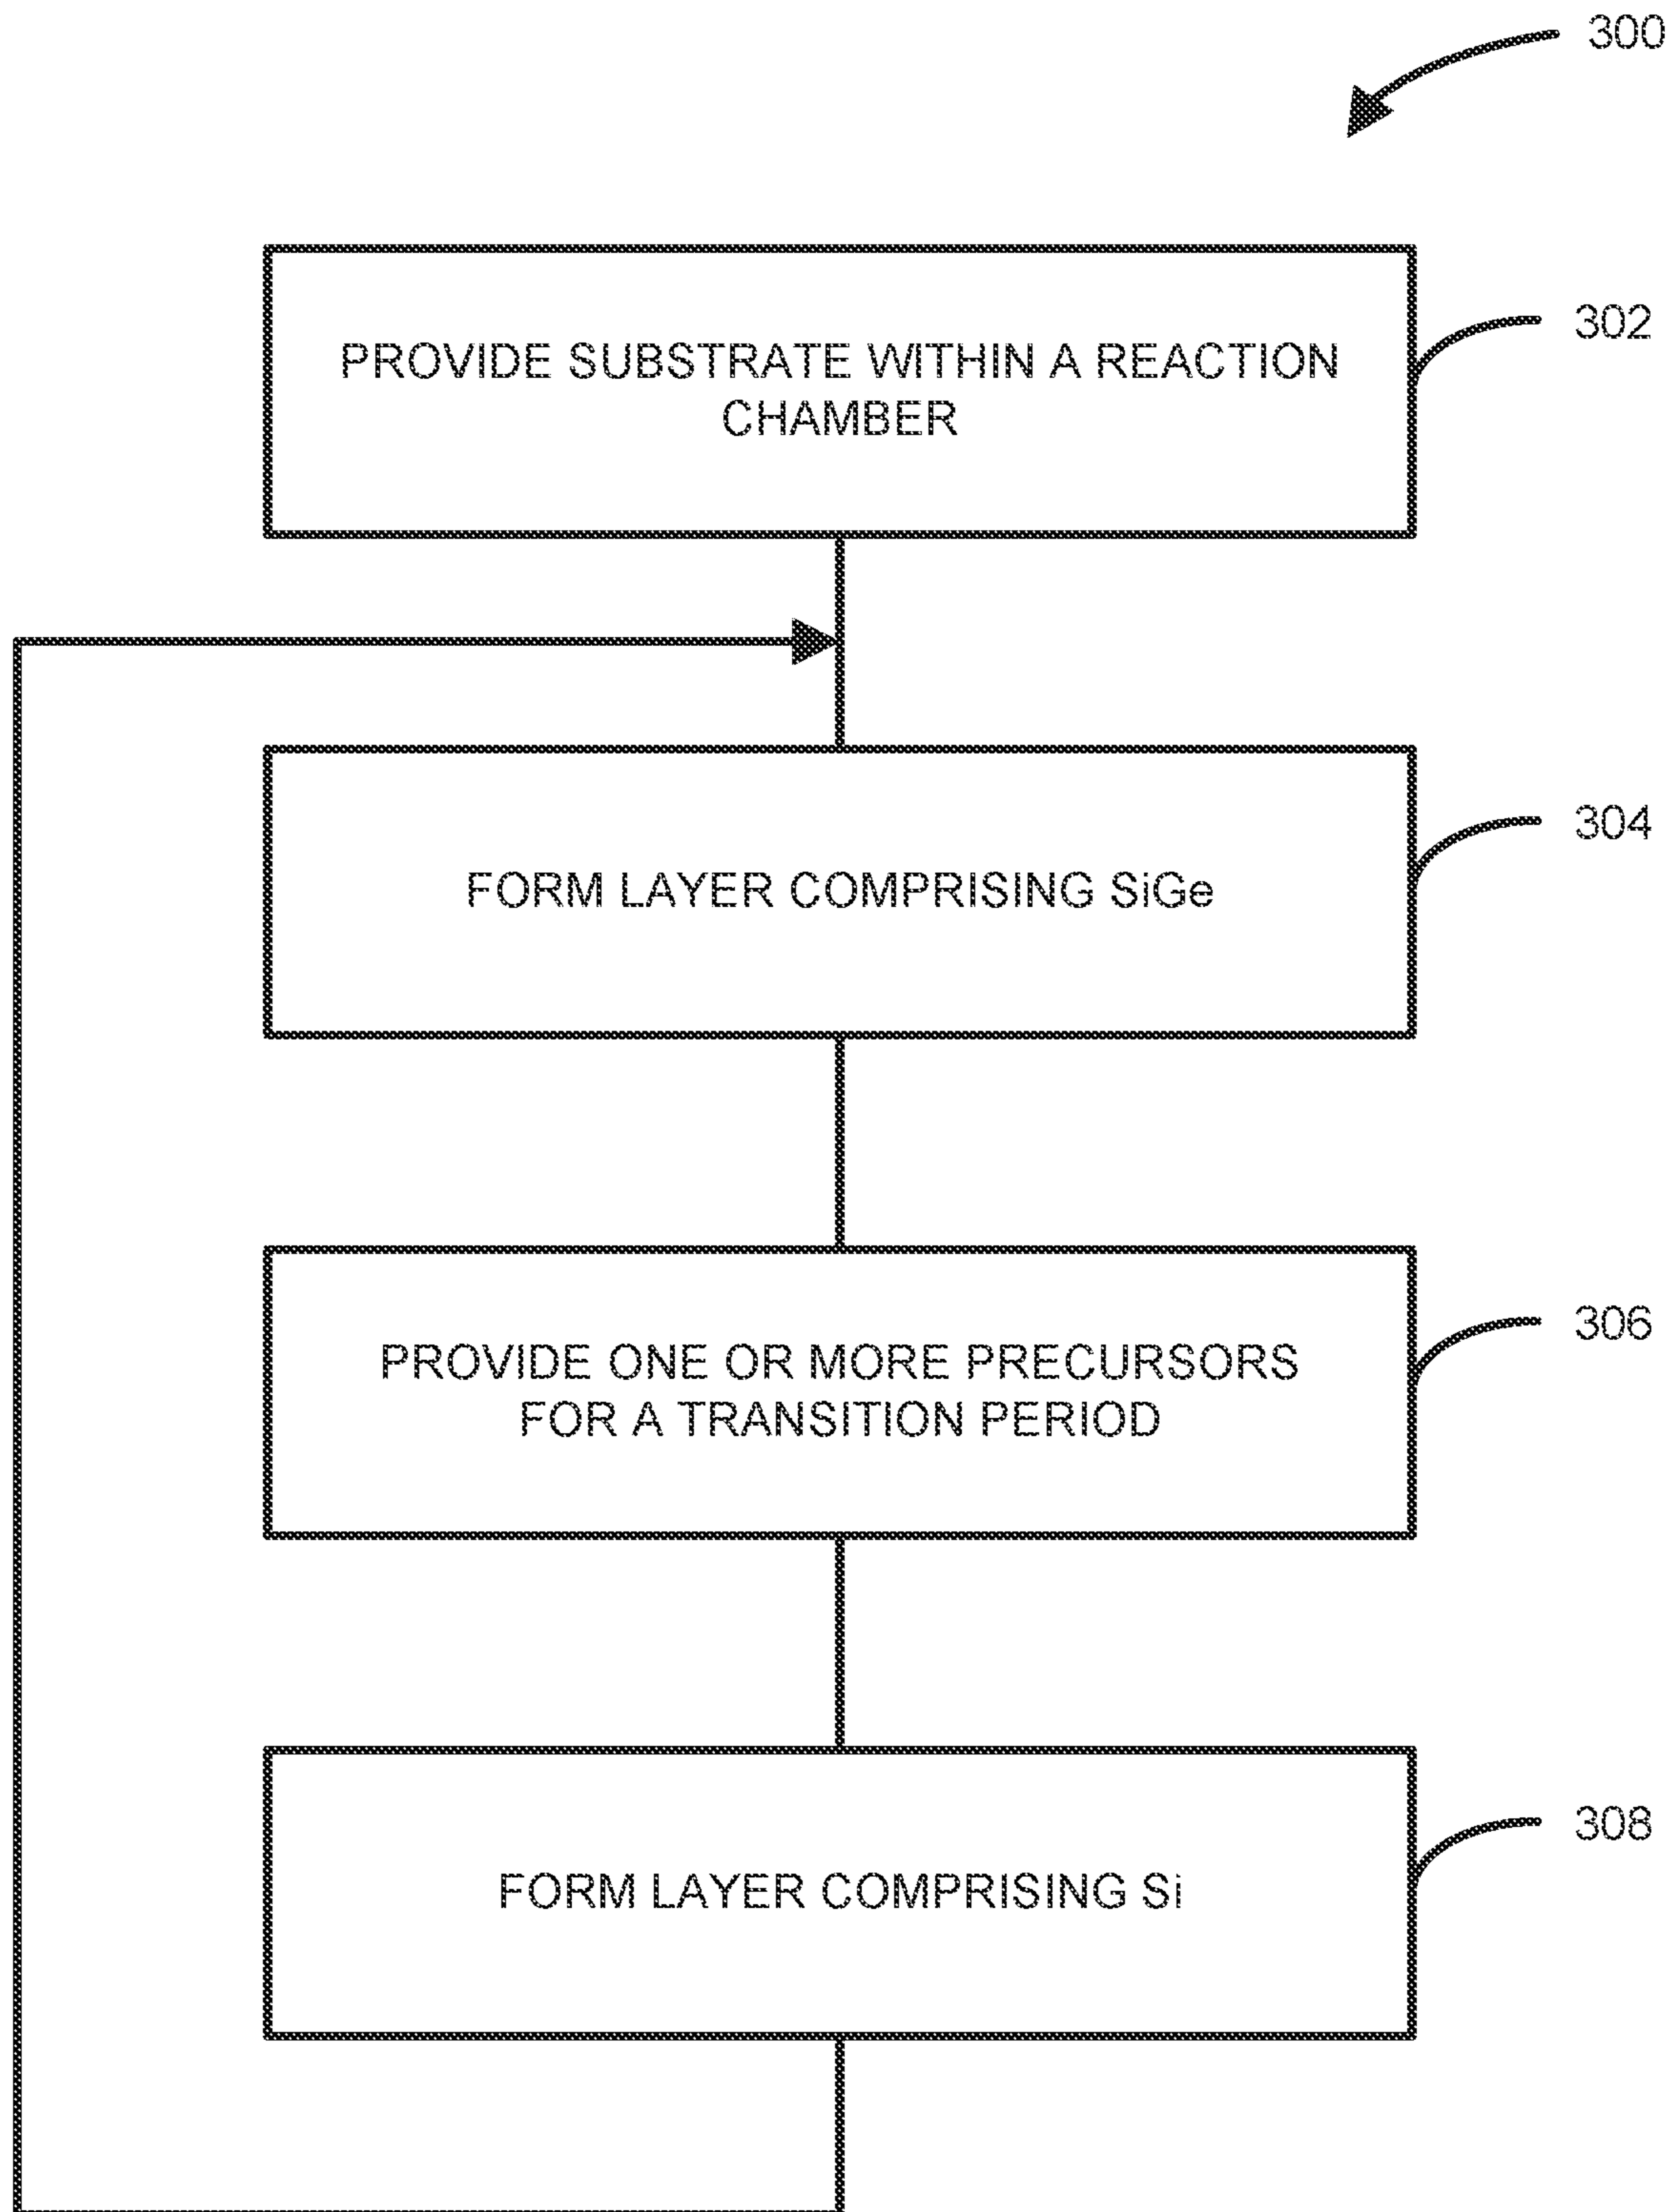 300
PROVIDE SUBSTRATE WITHIN A REACTION
CHAMBER
302
FORM LAYER COMPRISING SiGe
304
PROVIDE ONE OR MORE PRECURSORS
FOR A TRANSITION PERIOD
306
FORM LAYER COMPRISING Si
308